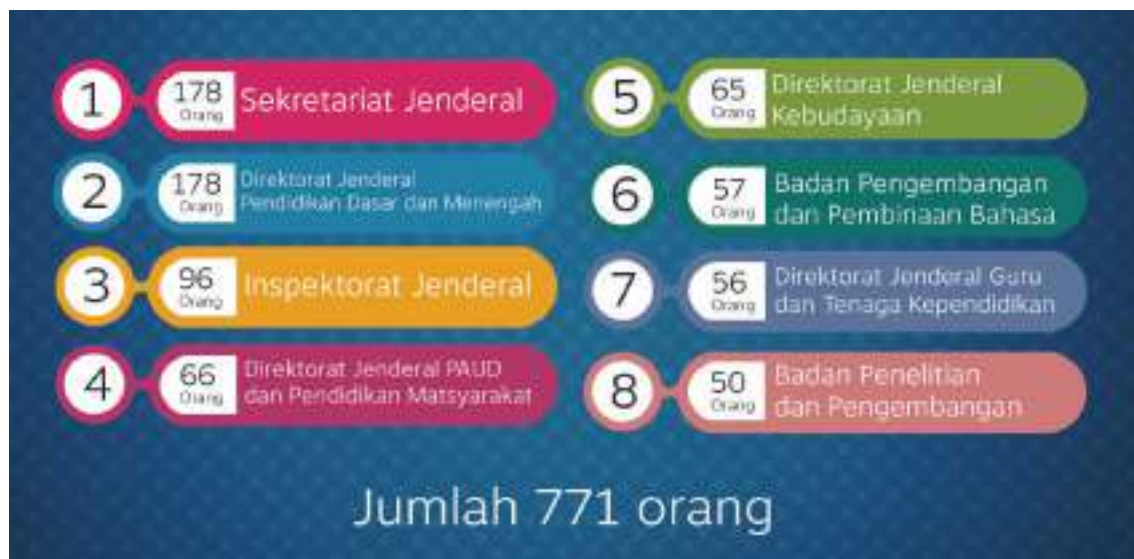 1
178
Orang
Sekretariat Jenderal
2
178
Orang
Direktorat Jenderal
Pendidikan Dasar dan Menengah
3
96
Orang
Inspektorat Jenderal
4
66
Orang
Direktorat Jenderal PAUD
dan Pendidikan Matsyarakat
5
65
Orang
Direktorat Jenderal
Kebudayaan
6
57
Orang
Badan Pengembangan
dan Pembinaan Bahasa
7
56
Orang
Direktorat Jenderal Guru
dan Tenaga Kependidikan
8
50
Orang
Badan Penelitian
dan Pengembangan
Jumlah 771 orang